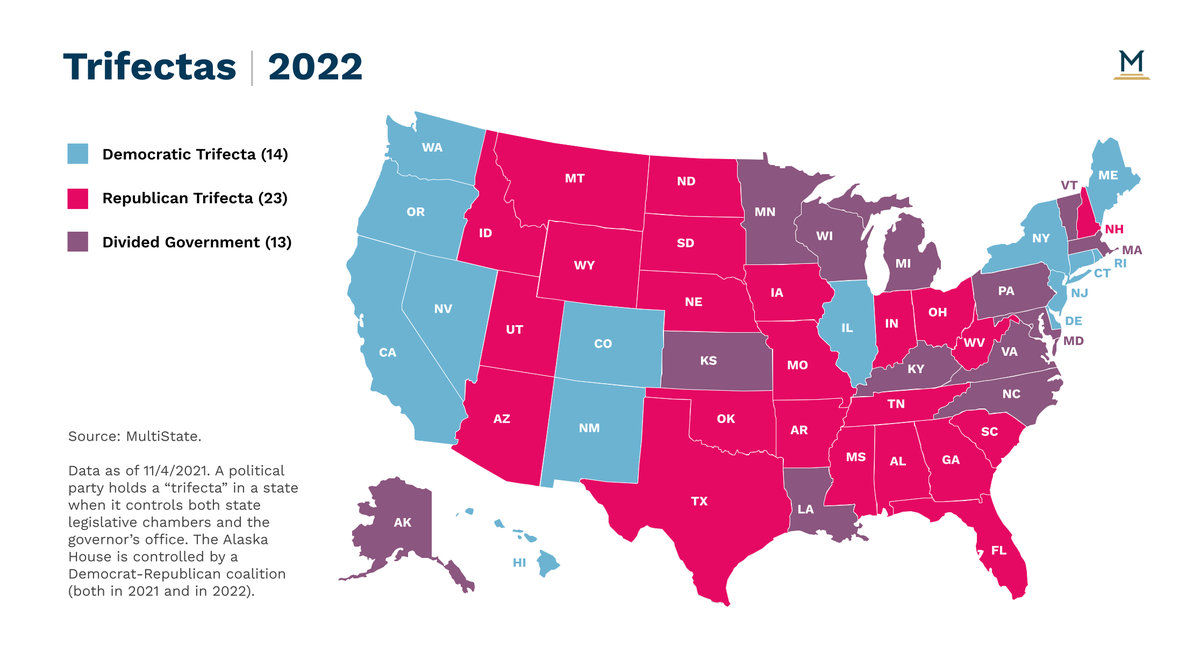 Trifectas | 2022
M
Democratic Trifecta (14)
Republican Trifecta (23)
Divided Government (13)
Source: MultiState.
Data as of 11/4/2021. A political
party holds a “trifecta” in a state
when it controls both state
legislative chambers and the
governor’s office. The Alaska
House is controlled by a
Democrat-Republican coalition
(both in 2021 and in 2022).
WA
OR
CA
NV
ID
MT
WY
UT
AZ
CO
NM
ND
SD
NE
KS
OK
TX
MN
IA
MO
AR
LA
WI
IL
MI
IN
OH
KY
TN
MS
AL
GA
FL
SC
NC
VA
WV
PA
NY
VT
ME
NH
MA
RI
CT
NJ
DE
MD
AK
HI